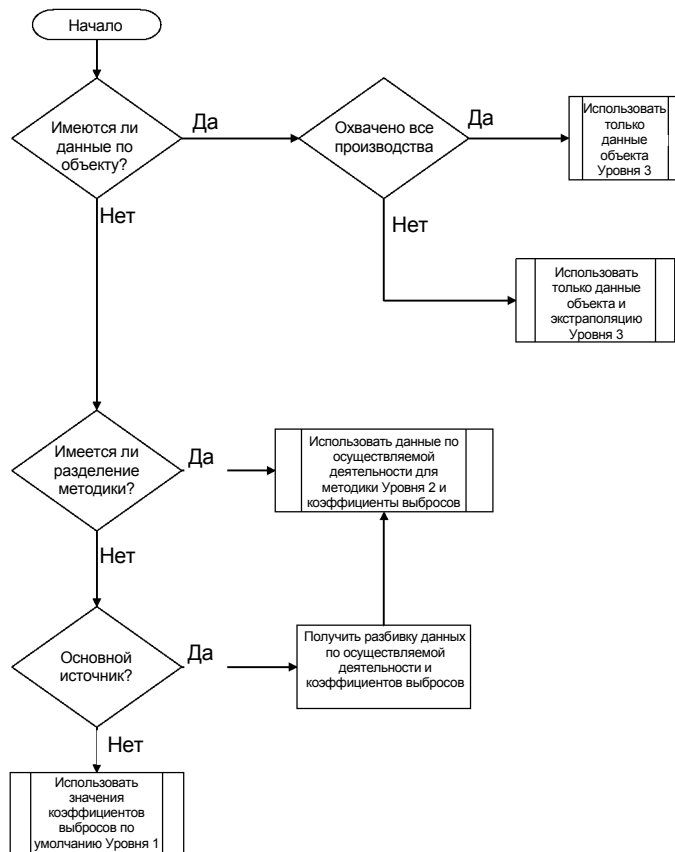 Начало
Имеются ли
данные по
объекту?
Да
Охвачено все
производства
Да
Использовать
только
данные
объекта
Уровня 3
Нет
Нет
Использовать
только данные
объекта и
экстраполяцию
Уровня 3
Имеется ли
разделение
методики?
Да
Использовать данные по
осуществляемой
деятельности для
методики Уровня 2 и
коэффициенты выбросов
Нет
Основной
источник?
Да
Получить разбивку данных
по осуществляемой
деятельности и
коэффициентов выбросов
Нет
Использовать
значения
коэффициентов
выбросов по
умолчанию Уровня 1